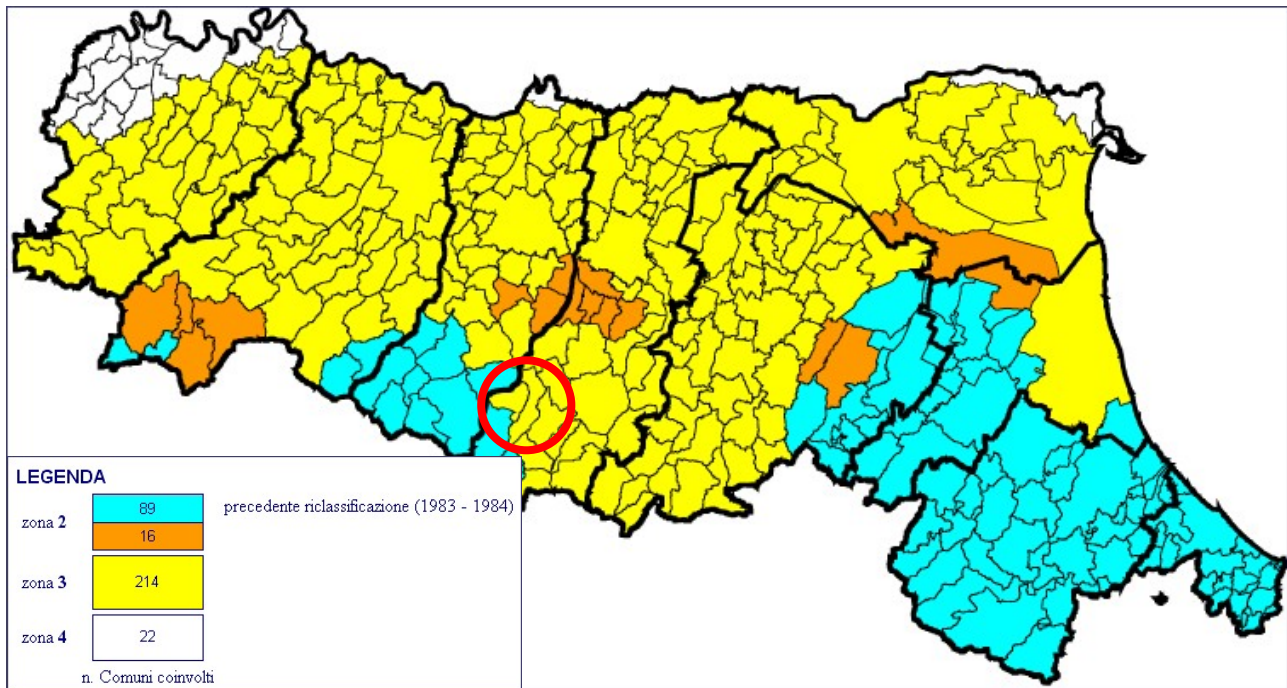 LEGENDA
zona 2
89
precedente riclassificazione (1983 - 1984)
16
zona 3
214
zona 4
22
n. Comuni coinvolti